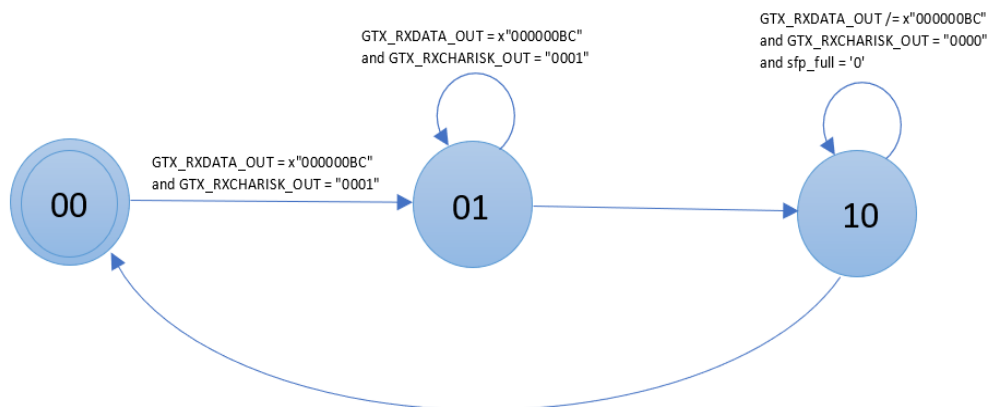 GTX_RXDATA_OUT = x"000000BC"
and GTX_RXCHARISK_OUT = "0001"
GTX_RXDATA_OUT /= x"000000BC"
and GTX_RXCHARISK_OUT = "0000"
and sfp_full = '0'
GTX_RXDATA_OUT = x"000000BC"
and GTX_RXCHARISK_OUT = "0001"
00
01
10